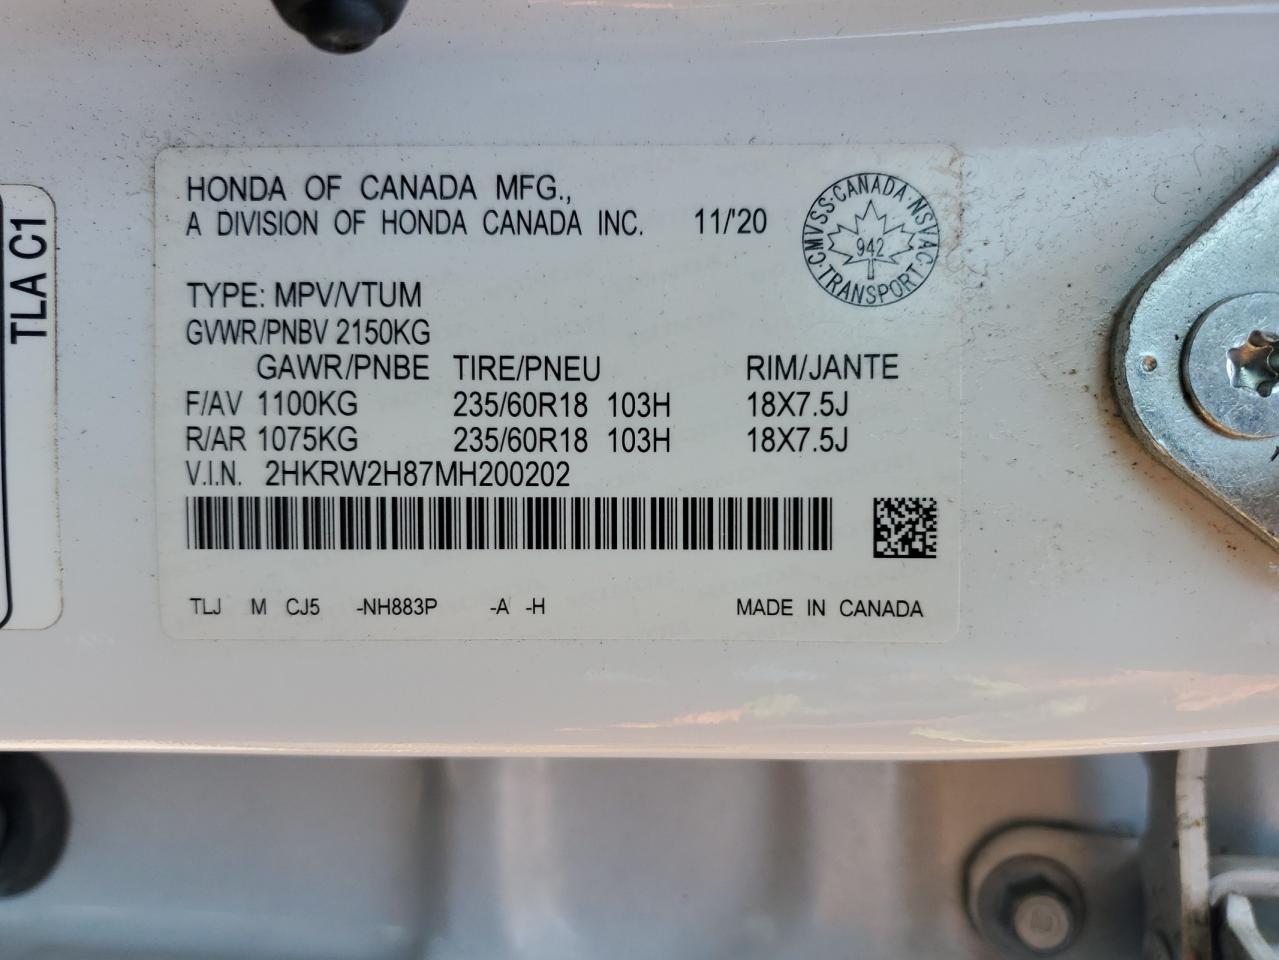 HONDA OF CANADA MFG.,
A DIVISION OF HONDA CANADA INC. 11/'20
CMVSS·CANADA·NSVAC·TRANSPORT·
942
TYPE: MPV/VTUM
GVWR/PNBV 2150KG
GAWR/PNBE TIRE/PNEU RIM/JANTE
F/AV 1100KG 235/60R18 103H 18X7.5J
R/AR 1075KG 235/60R18 103H 18X7.5J
V.I.N. 2HKRW2H87MH200202
TLJ M CJ5 -NH883P -A -H MADE IN CANADA
TLA C1